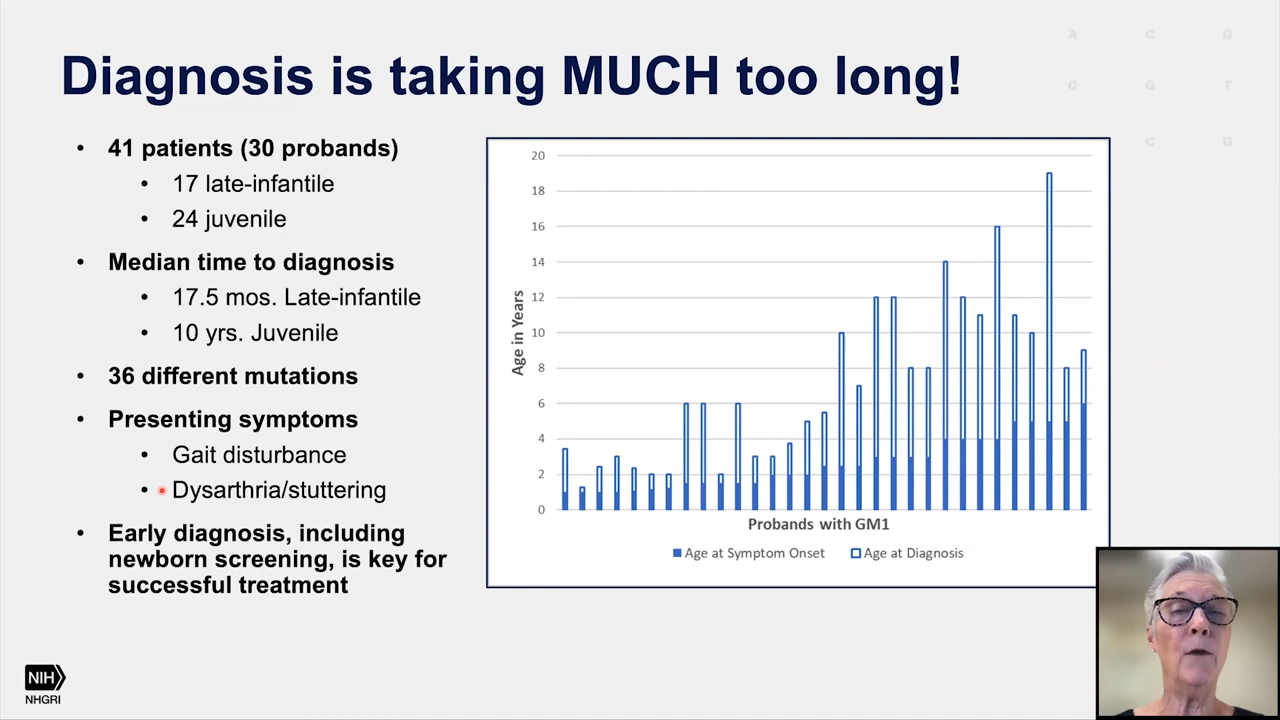 Diagnosis is taking MUCH too long!
A C G
C G T
C G
• 41 patients (30 probands)
• 17 late-infantile
• 24 juvenile
• Median time to diagnosis
• 17.5 mos. Late-infantile
• 10 yrs. Juvenile
• 36 different mutations
• Presenting symptoms
• Gait disturbance
• Dysarthria/stuttering
• Early diagnosis, including
newborn screening, is key for
successful treatment
Age in Years
20
18
16
14
12
10
8
6
4
2
0
Probands with GM1
Age at Symptom Onset Age at Diagnosis
NIH
NHGRI